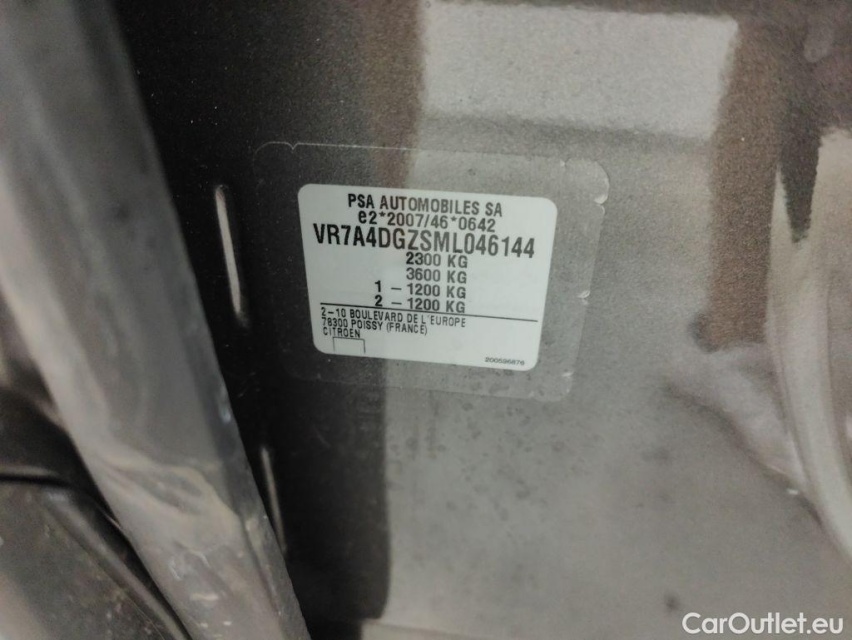 PSA AUTOMOBILES SA
e2*2007/46*0642
VR7A4DGZSML046144
2300 KG
3600 KG
1 - 1200 KG
2 - 1200 KG
2-10 BOULEVARD DE L'EUROPE
78300 POISSY (FRANCE)
CITROEN
CarOutlet.eu